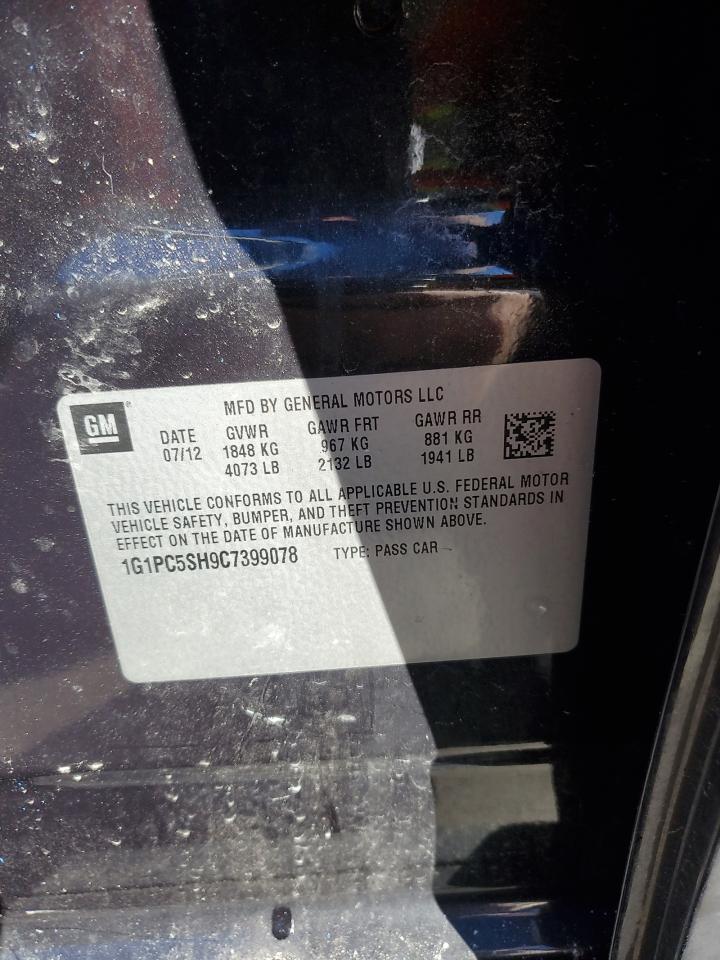 GM
MFD BY GENERAL MOTORS LLC
DATE GVWR GAWR FRT GAWR RR
07/12 1848 KG 967 KG 881 KG
4073 LB 2132 LB 1941 LB
THIS VEHICLE CONFORMS TO ALL APPLICABLE U.S. FEDERAL MOTOR
VEHICLE SAFETY, BUMPER, AND THEFT PREVENTION STANDARDS IN
EFFECT ON THE DATE OF MANUFACTURE SHOWN ABOVE.
1G1PC5SH9C7399078 TYPE: PASS CAR